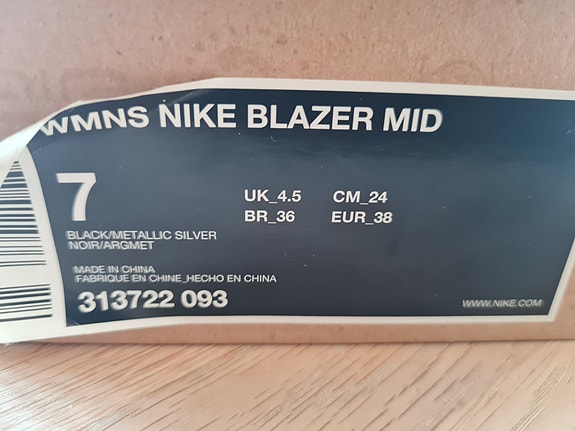 WMNS NIKE BLAZER MID
7
UK_4.5 CM_24
BR_36 EUR_38
BLACK/METALLIC SILVER
NOIR/ARGMET
MADE IN CHINA
FABRIQUE EN CHINE_HECHO EN CHINA
313722 093
WWW.NIKE.COM